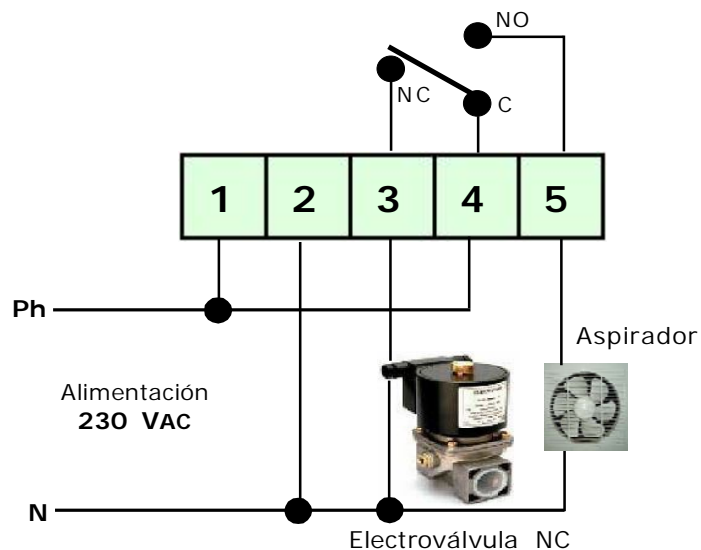 NO
NC
C
1 2 3 4 5
Ph
Aspirador
Alimentación
230 VAC
N
Electroválvula NC